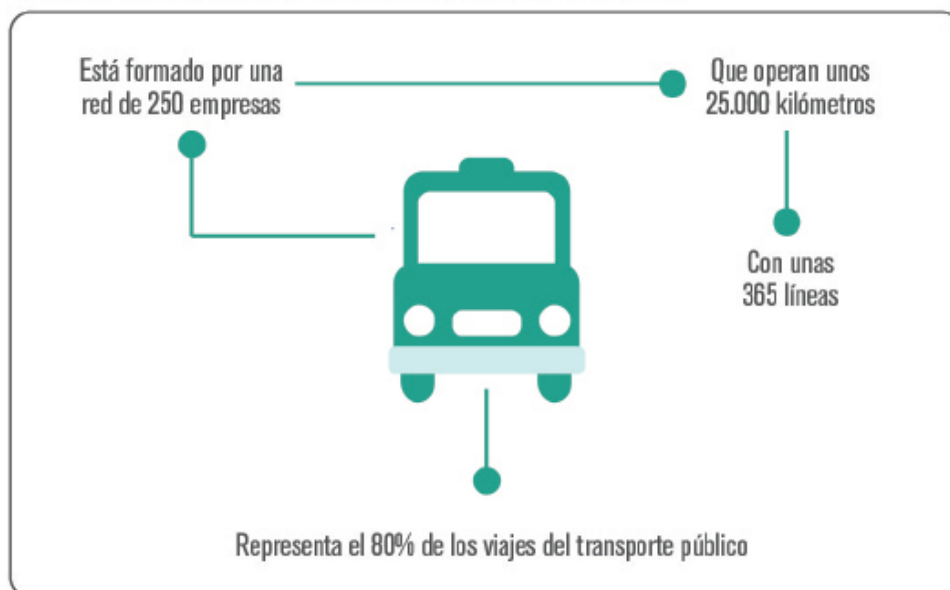 Está formado por una
red de 250 empresas
Que operan unos
25.000 kilómetros
Con unas
365 líneas
Representa el 80% de los viajes del transporte público